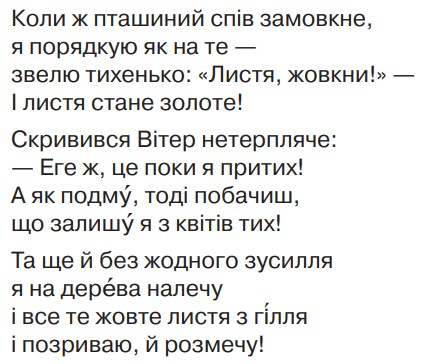 Коли ж пташиний спів замовкне,
я порядкую як на те —
звелю тихенько: «Листя, жовкни!» —
І листя стане золоте!
Скривився Вітер нетерпляче:
— Еге ж, це поки я притих!
А як подму́, тоді побачиш,
що залишу́ я з квітів тих!
Та ще й без жодного зусилля
я на дере́ва налечу
і все те жовте листя з гі́лля
і позриваю, й розмечу!